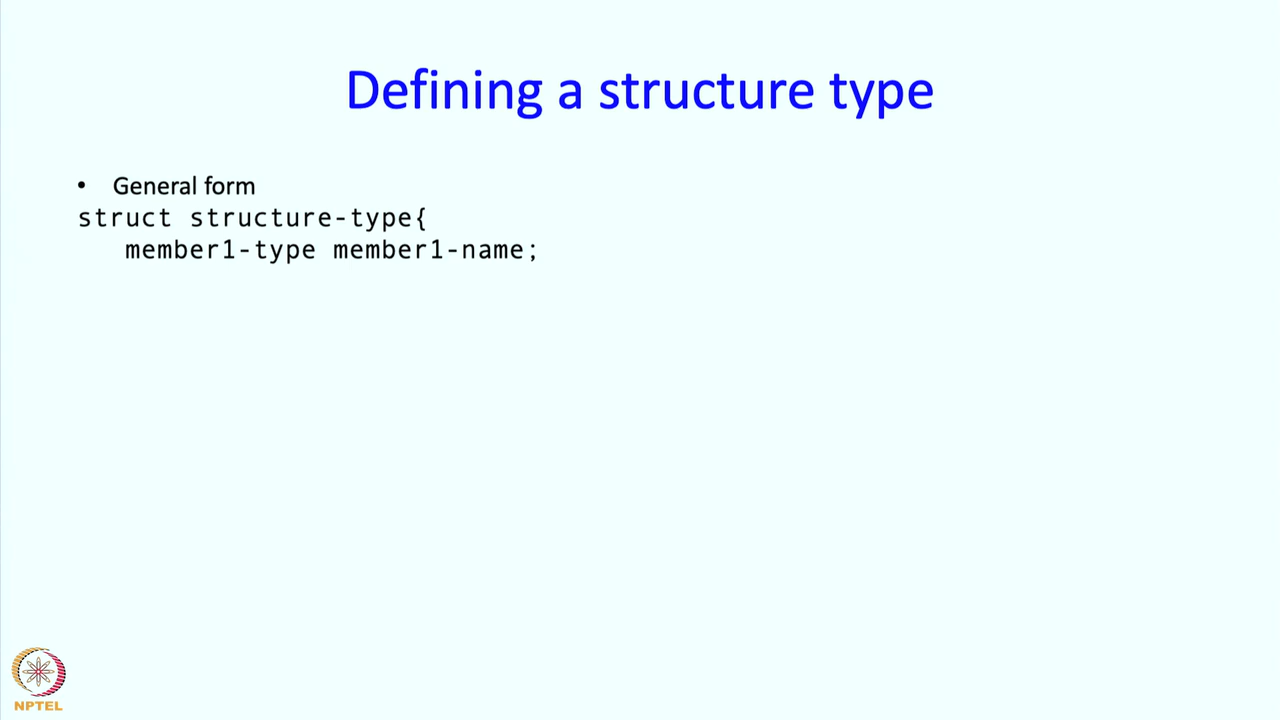 Defining a structure type
• General form
struct structure-type{
member1-type member1-name;
NPTEL